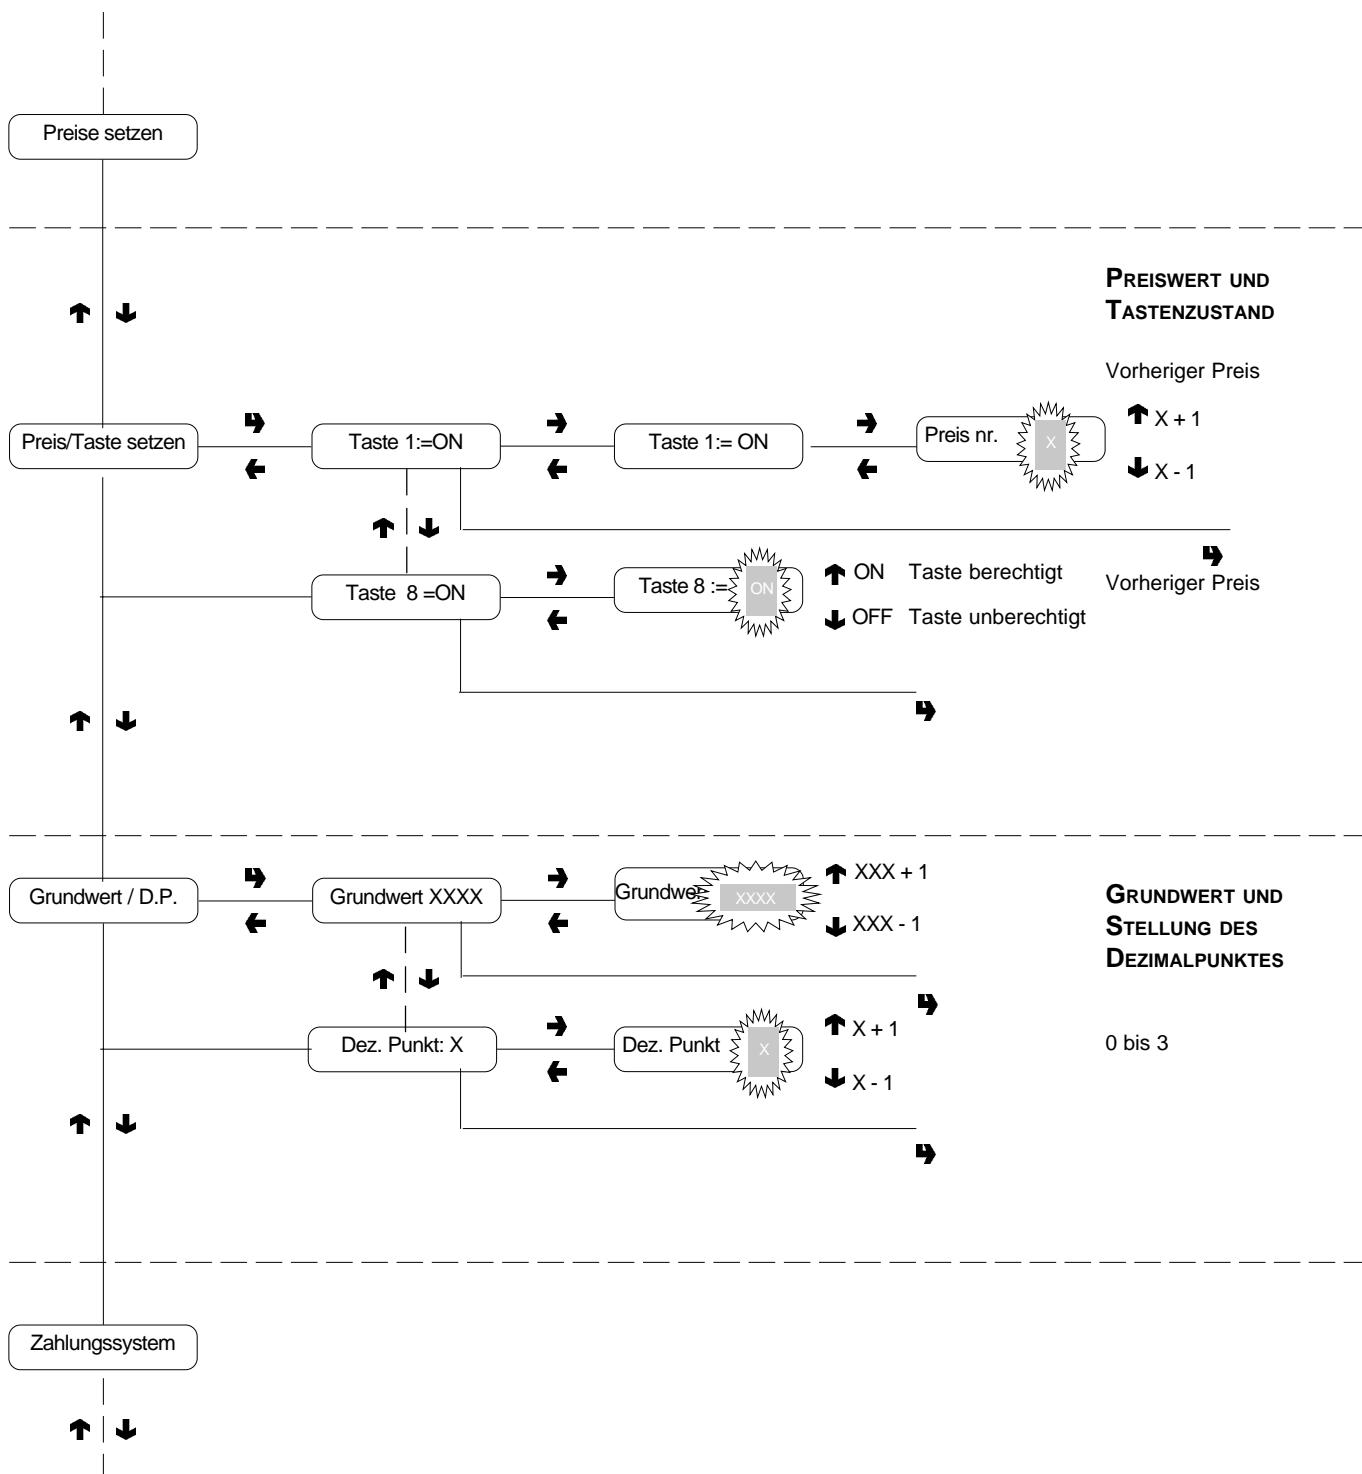 Preise setzen
PREISWERT UND
TASTENZUSTAND
Vorheriger Preis
Preis/Taste setzen
Taste 1:=ON
Taste 1:= ON
Preis nr.
X
X + 1
X - 1
Taste 8 =ON
Taste 8 :=
ON
ON Taste berechtigt
OFF Taste unberechtigt
Vorheriger Preis
Grundwert / D.P.
Grundwert XXXX
Grundwer
XXXX
XXX + 1
XXX - 1
GRUNDWERT UND
STELLUNG DES
DEZIMALPUNKTES
Dez. Punkt: X
Dez. Punkt
X
X + 1
X - 1
0 bis 3
Zahlungssystem